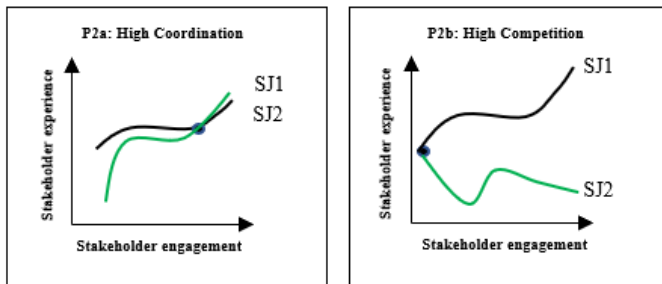 P2a: High Coordination
Stakeholder experience
SJ1
SJ2
Stakeholder engagement
P2b: High Competition
Stakeholder experience
SJ1
SJ2
Stakeholder engagement